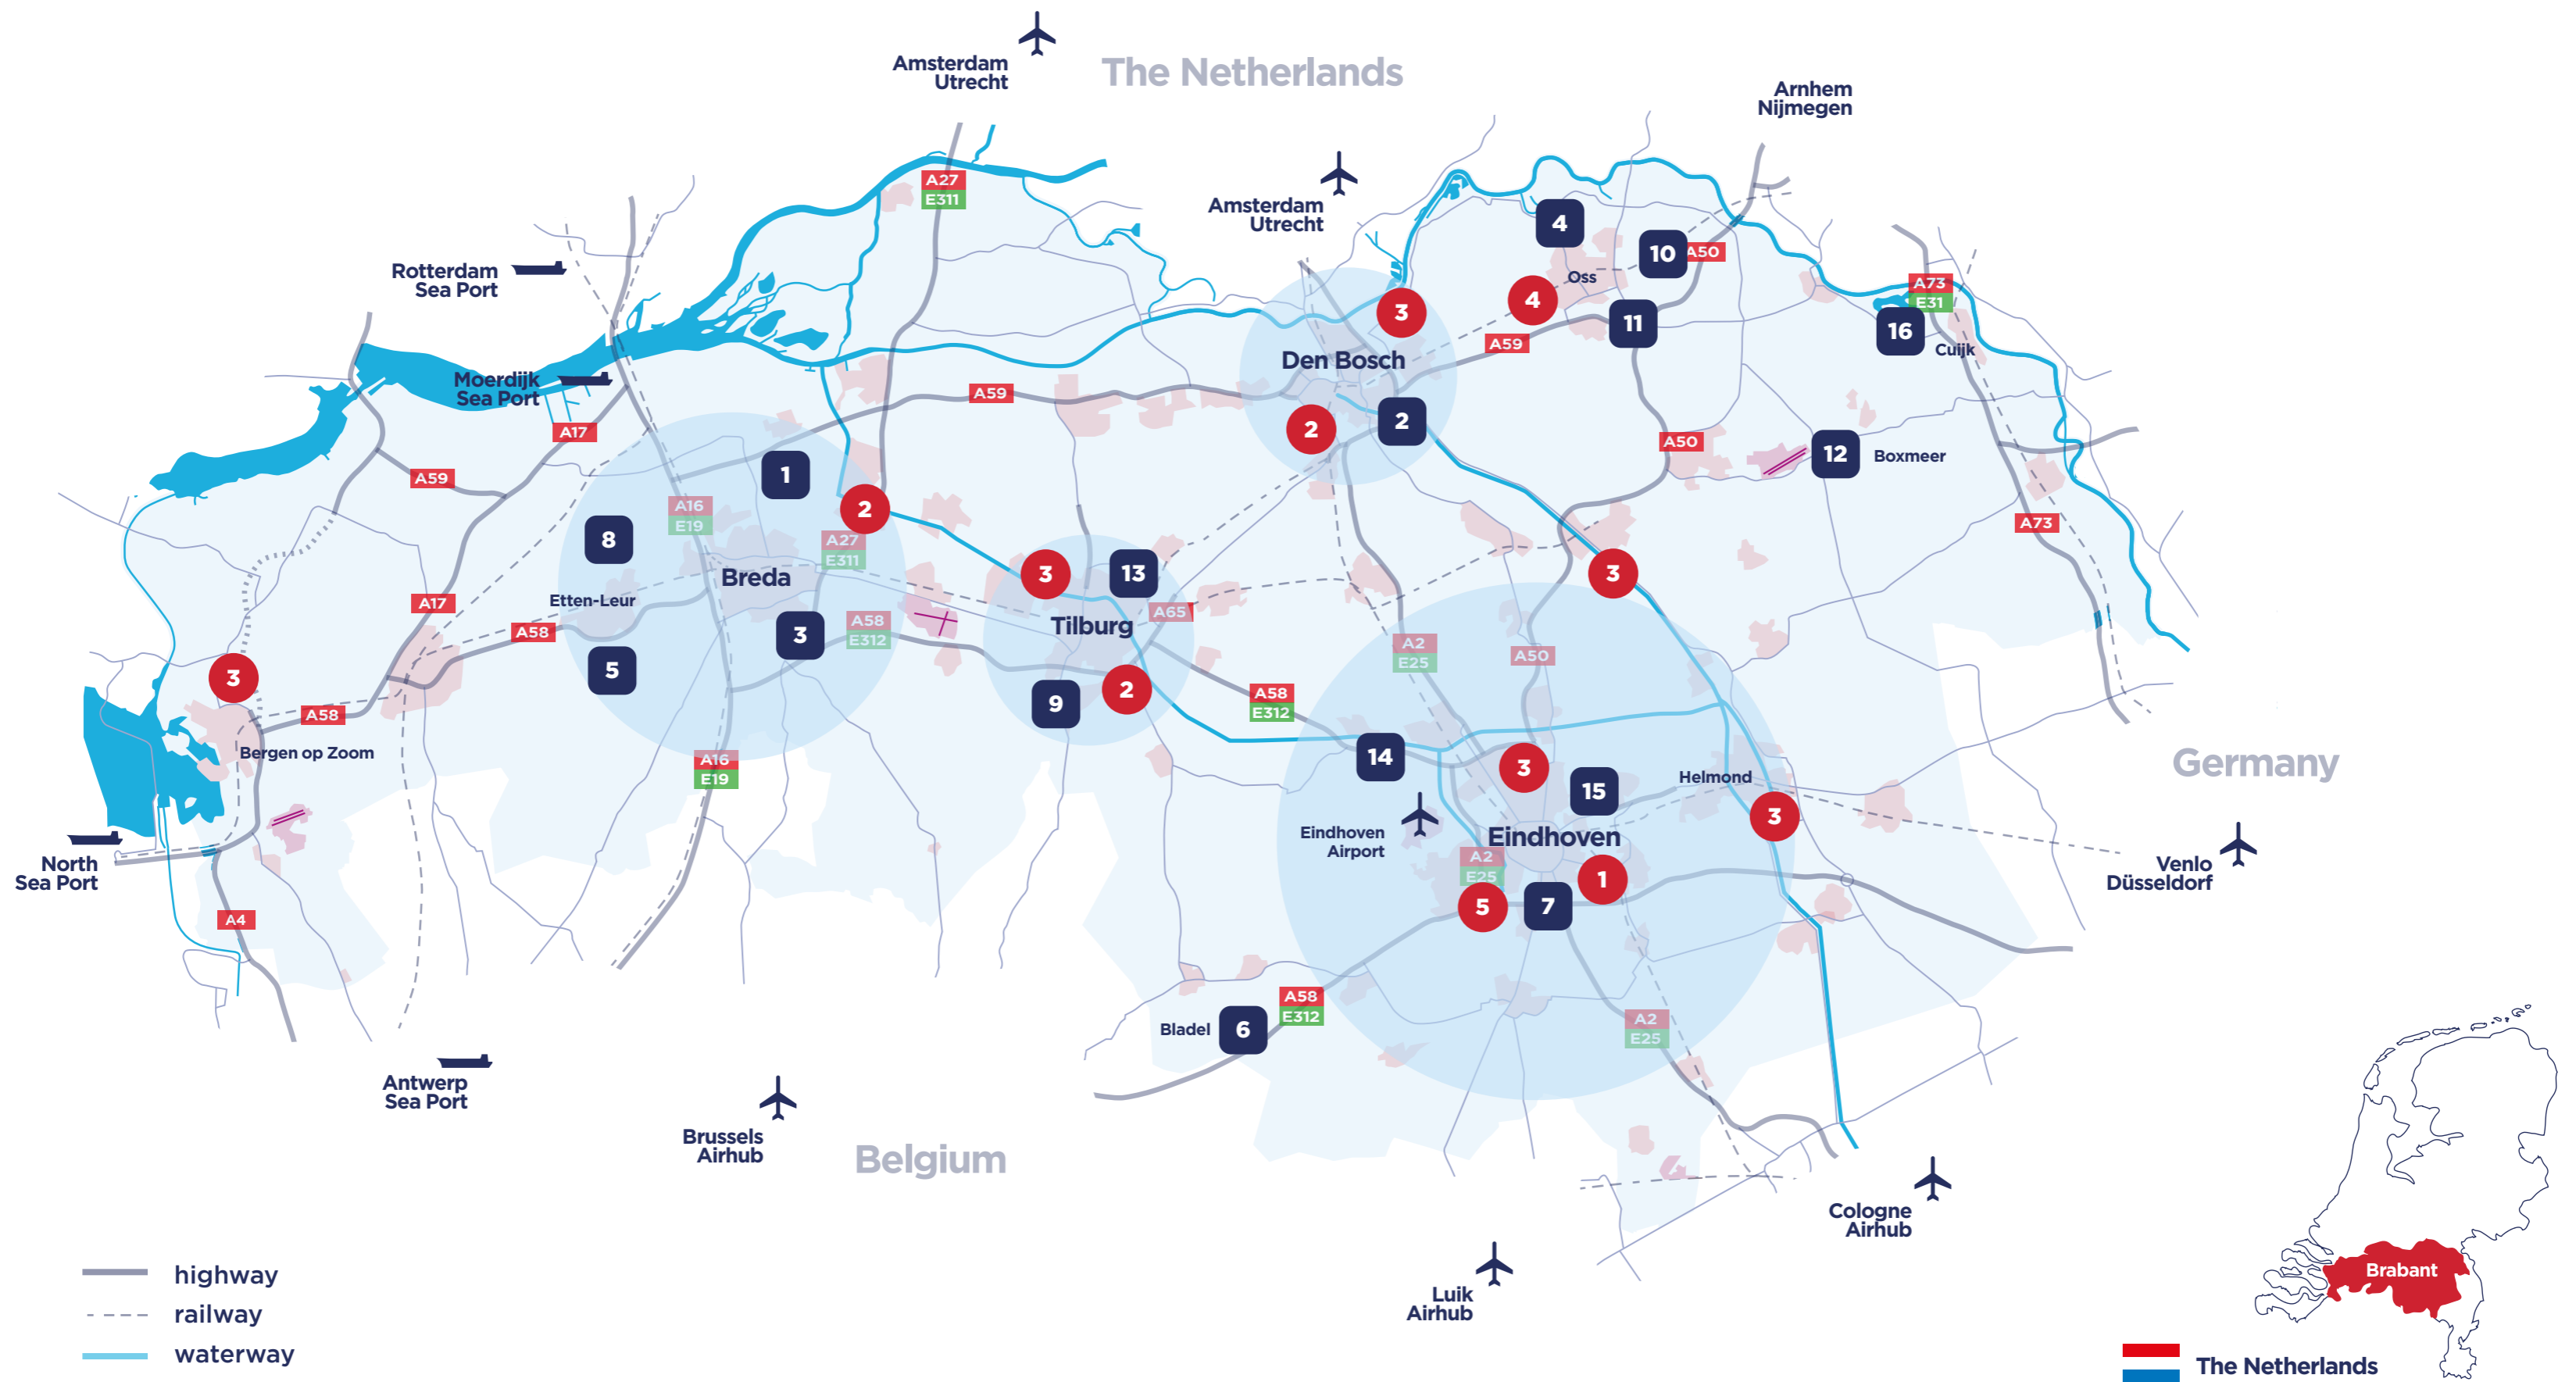 Amsterdam
Utrecht
The Netherlands
Arnhem
Nijmegen
Amsterdam
Utrecht
A27
E311
4
10
A50
Oss
Rotterdam
Sea Port
A73
E31
3
4
11
16
Cuijk
A59
Den Bosch
Moerdijk
Sea Port
A59
A17
2
2
A50
12
Boxmeer
1
A59
A16
E19
2
A73
8
A27
E311
Breda
3
13
3
Etten-Leur
A17
A65
A58
A58
E312
Tilburg
3
A2
E25
A50
5
3
9
2
A58
E312
A58
Bergen op Zoom
14
3
15
Helmond
Germany
A16
E19
3
Eindhoven
Airport
Eindhoven
North
Sea Port
A2
E25
1
Venlo
Düsseldorf
5
7
A4
A58
E312
Bladel
6
A2
E25
Antwerp
Sea Port
Brussels
Airhub
Belgium
Cologne
Airhub
Luik
Airhub
highway
railway
waterway
Brabant
The Netherlands